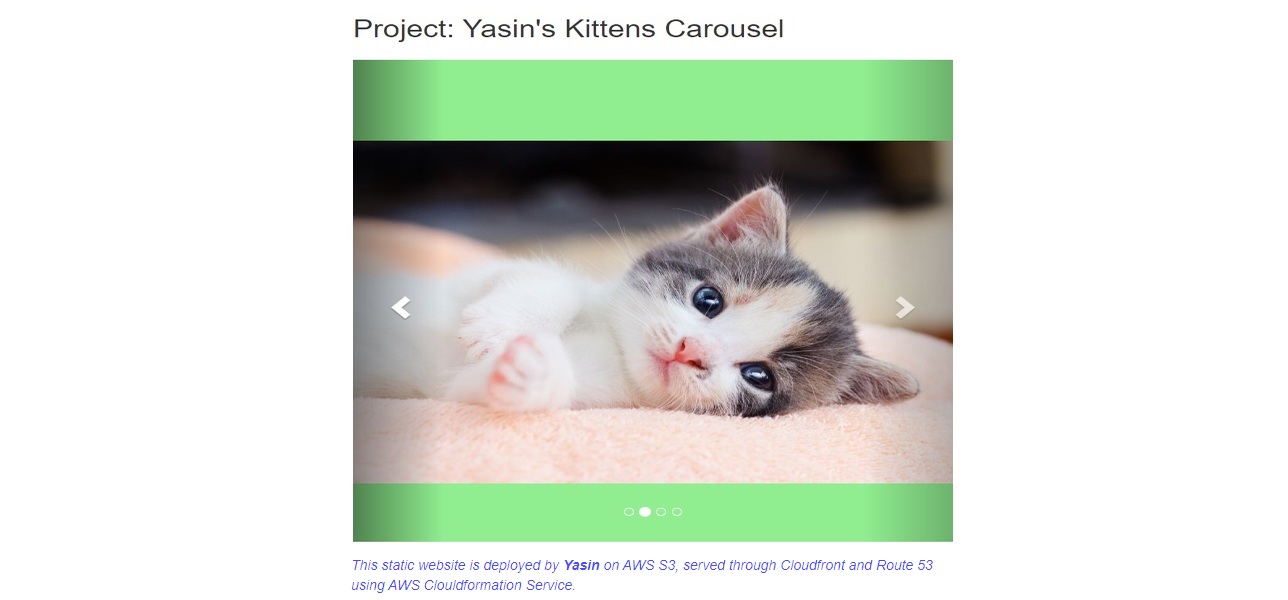 Project: Yasin's Kittens Carousel
This static website is deployed by Yasin on AWS S3, served through Cloudfront and Route 53
using AWS Clouldformation Service.